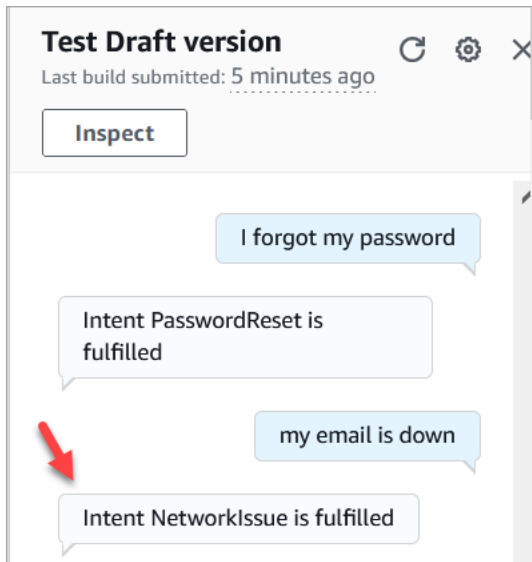 Test Draft version
Last build submitted: 5 minutes ago
Inspect
I forgot my password
Intent PasswordReset is
fulfilled
my email is down
Intent NetworkIssue is fulfilled